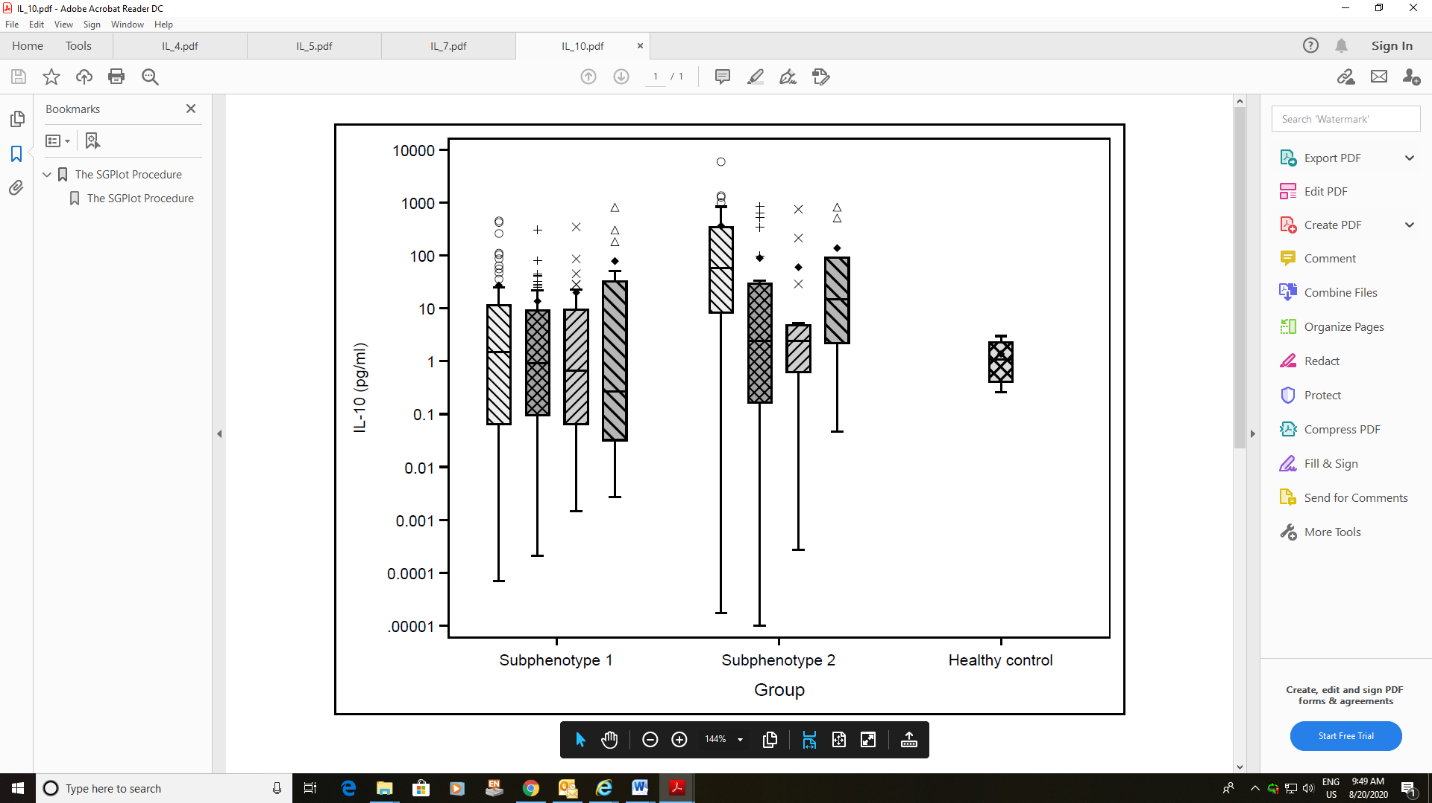 IL_10.pdf - Adobe Acrobat Reader DC
File Edit View Sign Window Help
Home Tools IL_4.pdf IL_5.pdf IL_7.pdf IL_10.pdf Sign In
1 / 1
Bookmarks
The SGPlot Procedure
The SGPlot Procedure
10000
1000
100
10
1
0.1
0.01
0.001
0.0001
.00001
IL-10 (pg/ml)
Subphenotype 1 Subphenotype 2 Healthy control
Group
144%
Search 'Watermark'
Export PDF
Edit PDF
Create PDF
Comment
Combine Files
Organize Pages
Redact
Protect
Compress PDF
Fill & Sign
Send for Comments
More Tools
Create, edit and sign PDF
forms & agreements
Start Free Trial
Type here to search
EN
ENG
US
9:49 AM
8/20/2020
1